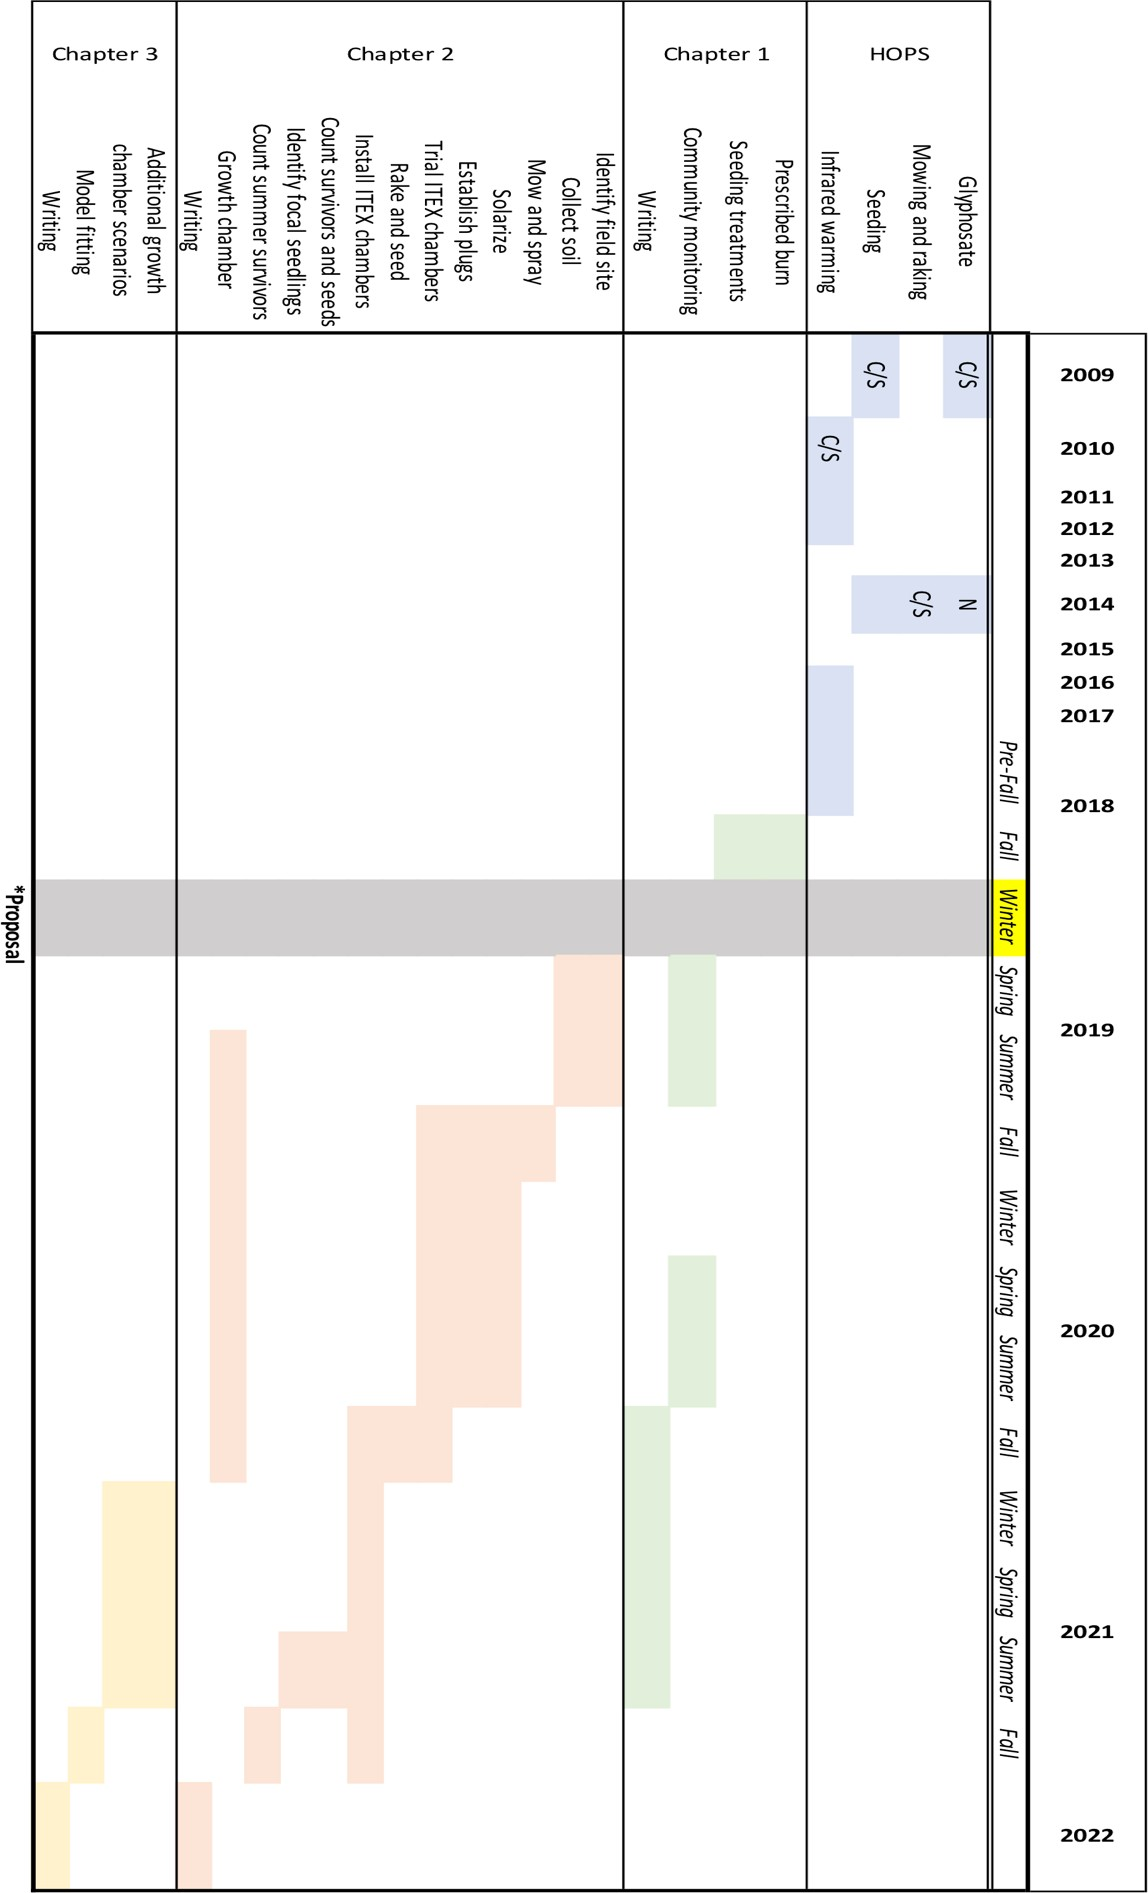 2009
2010
2011
2012
2013
2014
2015
2016
2017
2018
2019
2020
2021
2022
Pre-Fall
Fall
Winter
Spring
Summer
Fall
Winter
Spring
Summer
Fall
Winter
Spring
Summer
Fall
HOPS
Glyphosate
C/S
N
Mowing and raking
C/S
Seeding
C/S
Infrared warming
C/S
Chapter 1
Prescribed burn
Seeding treatments
Community monitoring
Writing
Chapter 2
Identify field site
Collect soil
Mow and spray
Solarize
Establish plugs
Trial ITEX chambers
Rake and seed
Install ITEX chambers
Count survivors and seeds
Identify focal seedlings
Count summer survivors
Growth chamber
Writing
Chapter 3
Additional growth
chamber scenarios
Model fitting
Writing
*Proposal